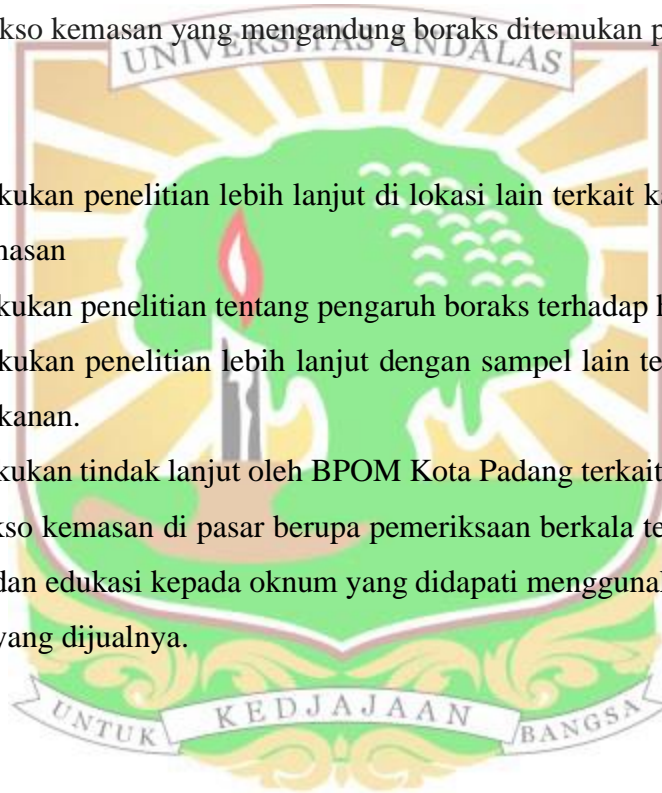 kso kemasan yang mengandung boraks ditemukan p
UNIVERSITAS ANDALAS
kukan penelitian lebih lanjut di lokasi lain terkait ka
masan
kukan penelitian tentang pengaruh boraks terhadap
kukan penelitian lebih lanjut dengan sampel lain te
kanan.
kukan tindak lanjut oleh BPOM Kota Padang terkait
kso kemasan di pasar berupa pemeriksaan berkala te
dan edukasi kepada oknum yang didapati menggunal
yang dijualnya.
UNTUK KEDJAJAAN BANGSA